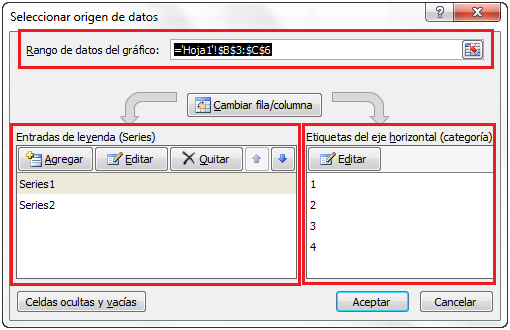 Seleccionar origen de datos
Rango de datos del gráfico: ='Hoja1'!$B$3:$C$6
Cambiar fila/columna
Entradas de leyenda (Series)
Agregar Editar Quitar
Series1
Series2
Etiquetas del eje horizontal (categoría)
Editar
1
2
3
4
Celdas ocultas y vacías Aceptar Cancelar